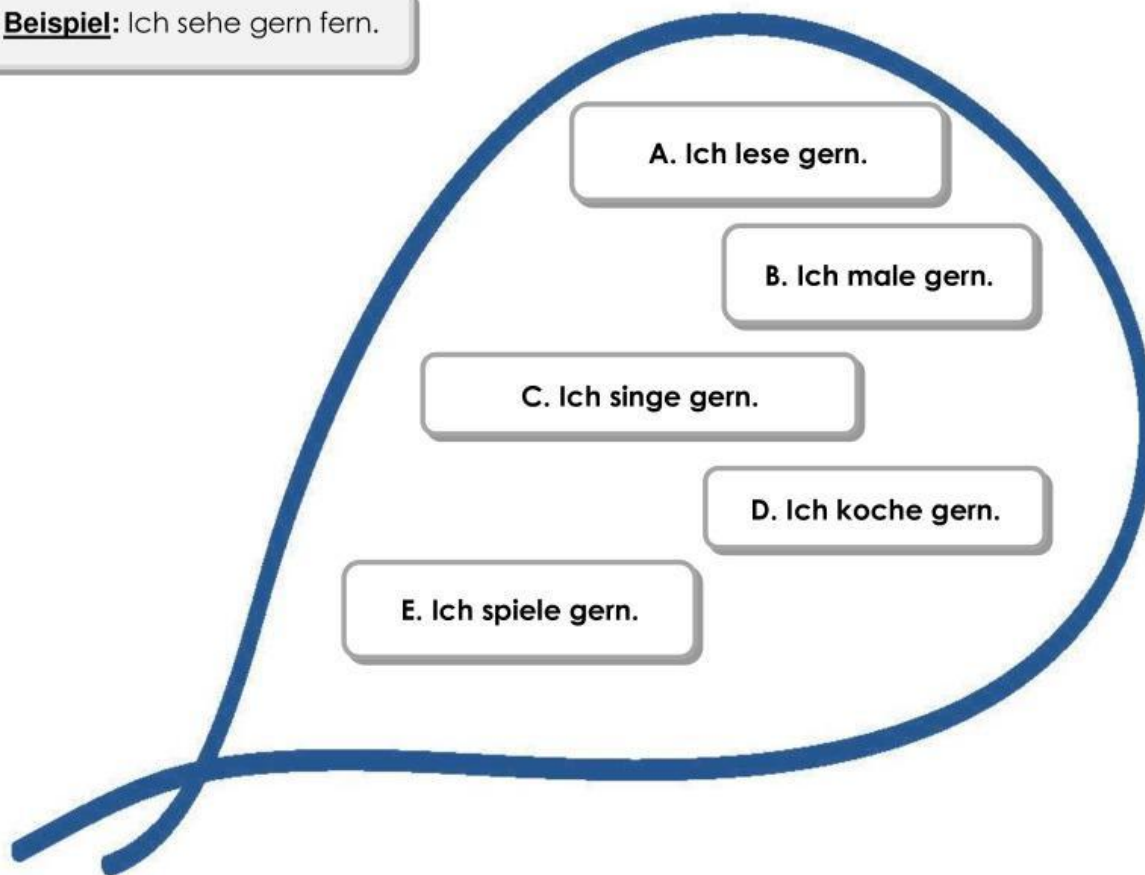 Beispiel: Ich sehe gern fern.
A. Ich lese gern.
B. Ich male gern.
C. Ich singe gern.
D. Ich koche gern.
E. Ich spiele gern.